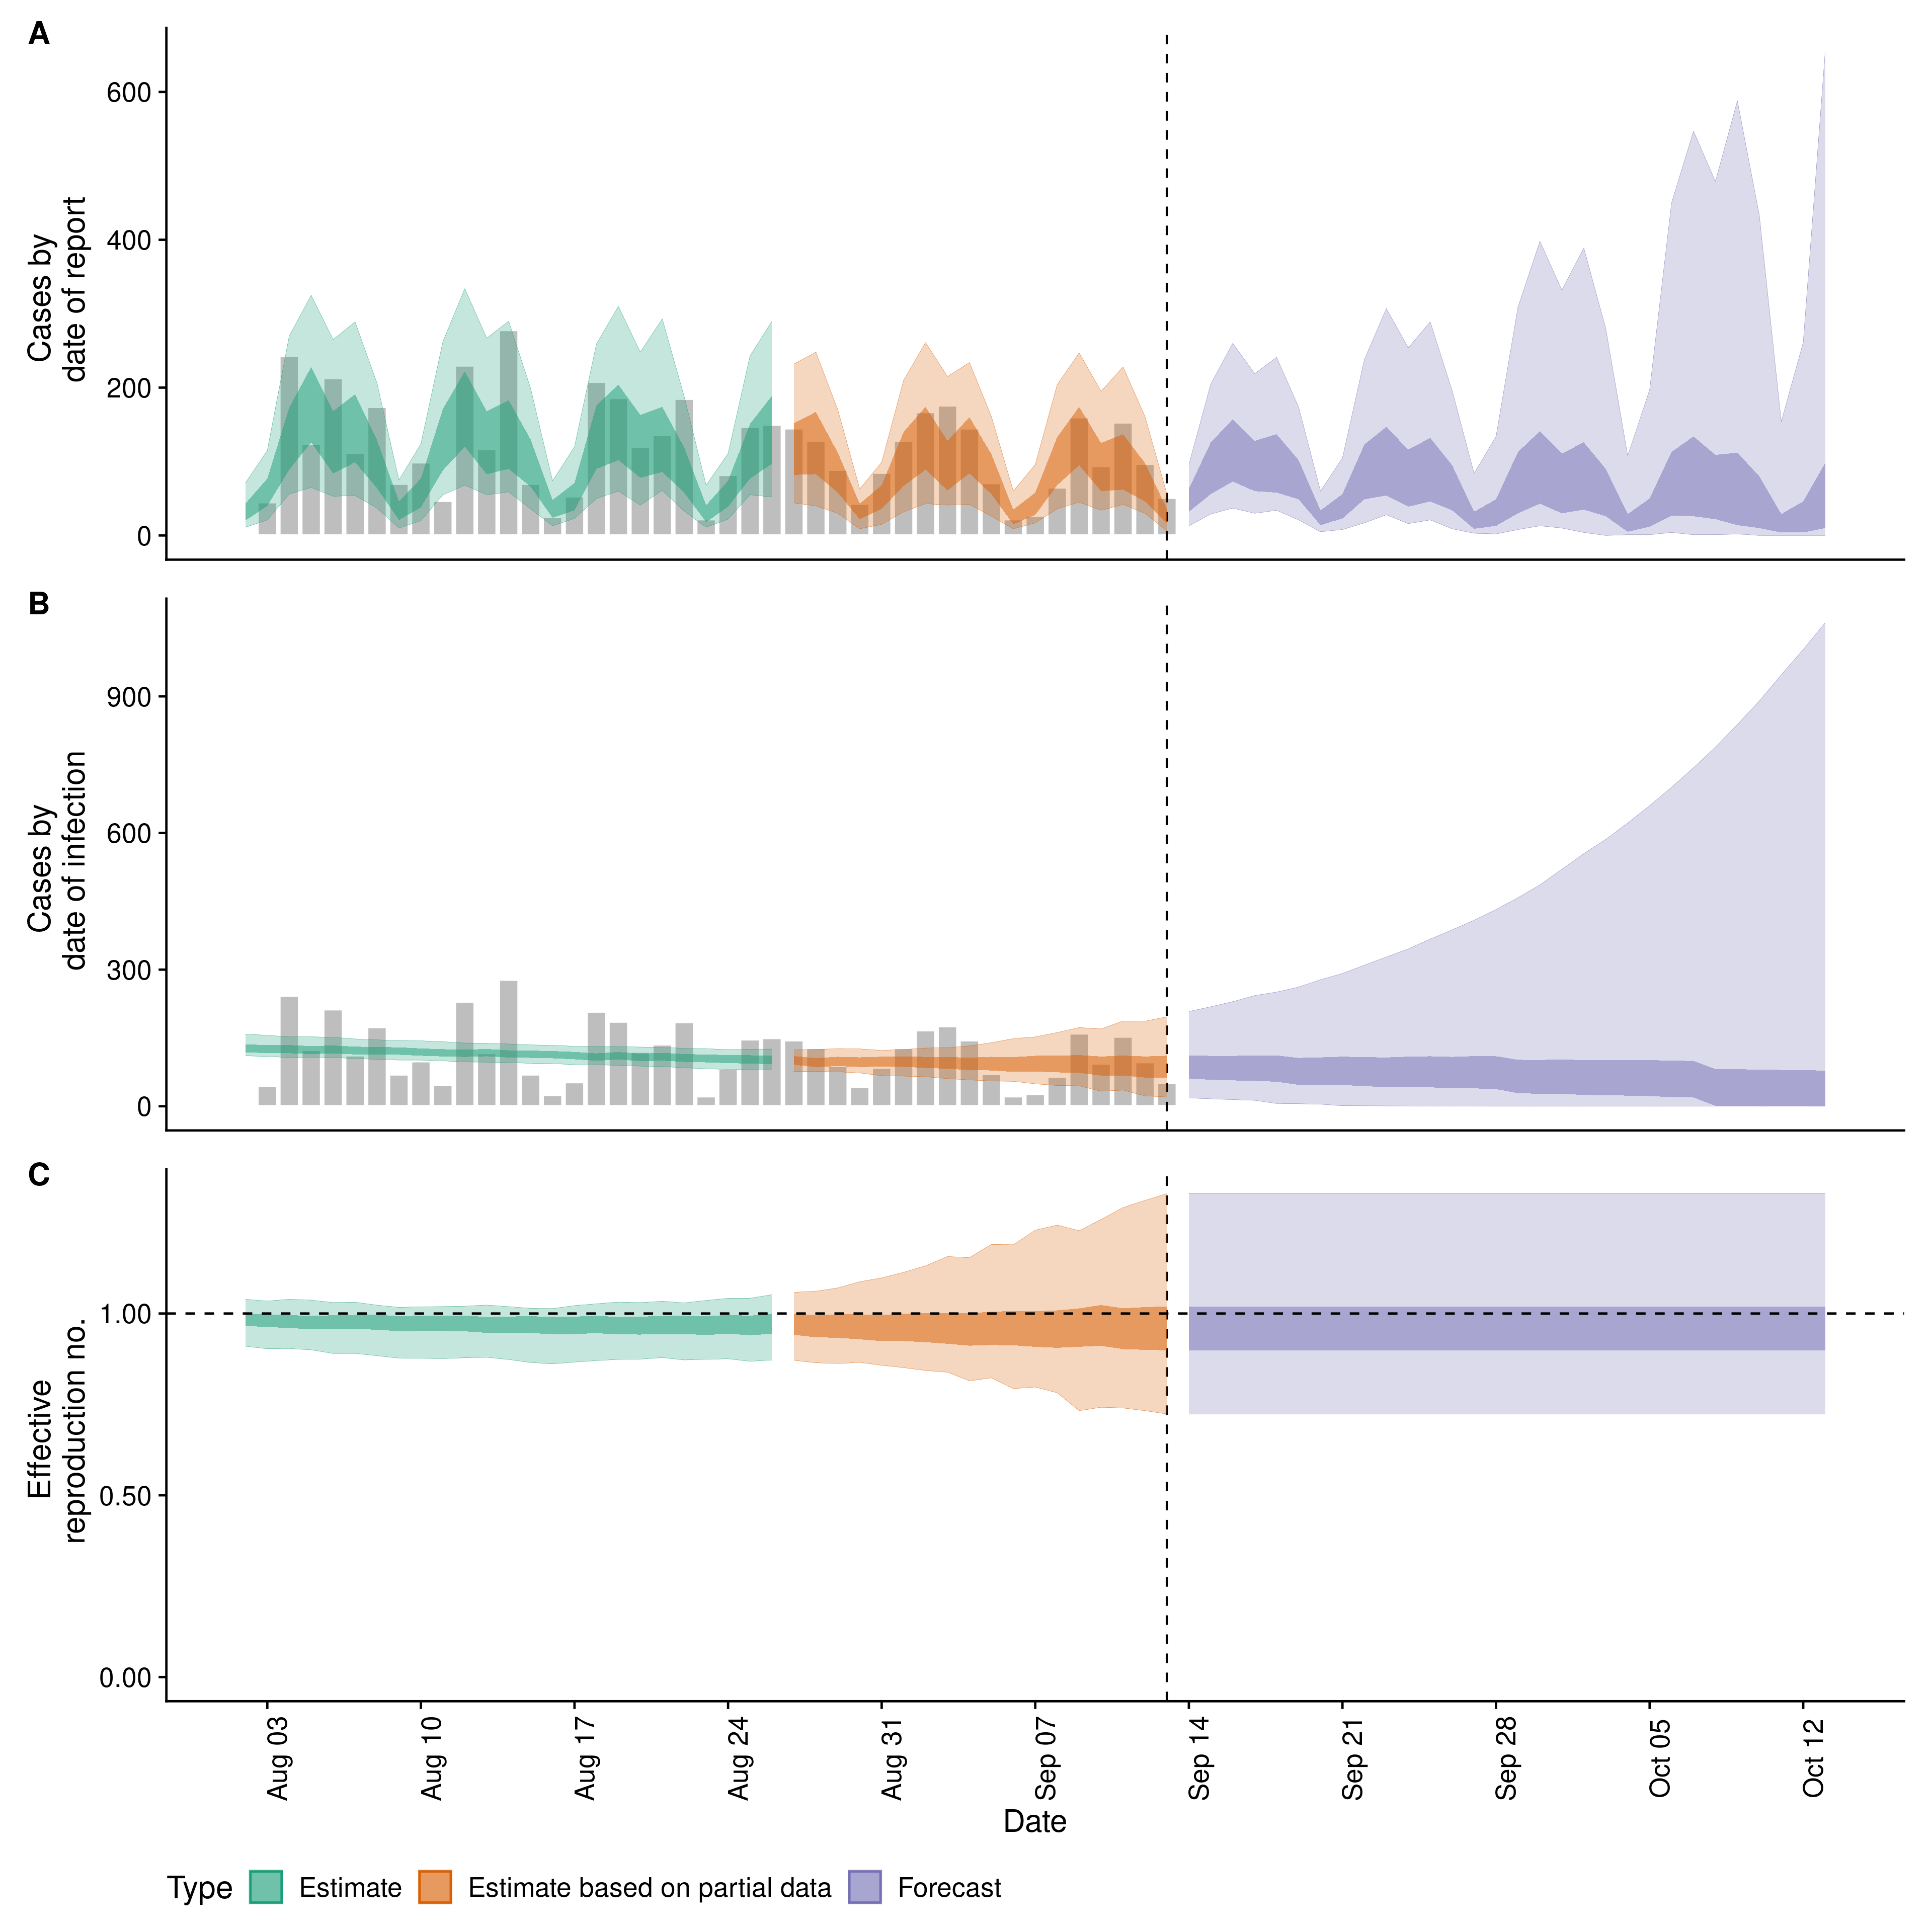 A
Cases by
date of report
600
400
200
0
B
Cases by
date of infection
900
600
300
0
C
Effective
reproduction no.
1.00
0.50
0.00
Aug 03
Aug 10
Aug 17
Aug 24
Aug 31
Sep 07
Sep 14
Sep 21
Sep 28
Oct 05
Oct 12
Date
Type Estimate Estimate based on partial data Forecast